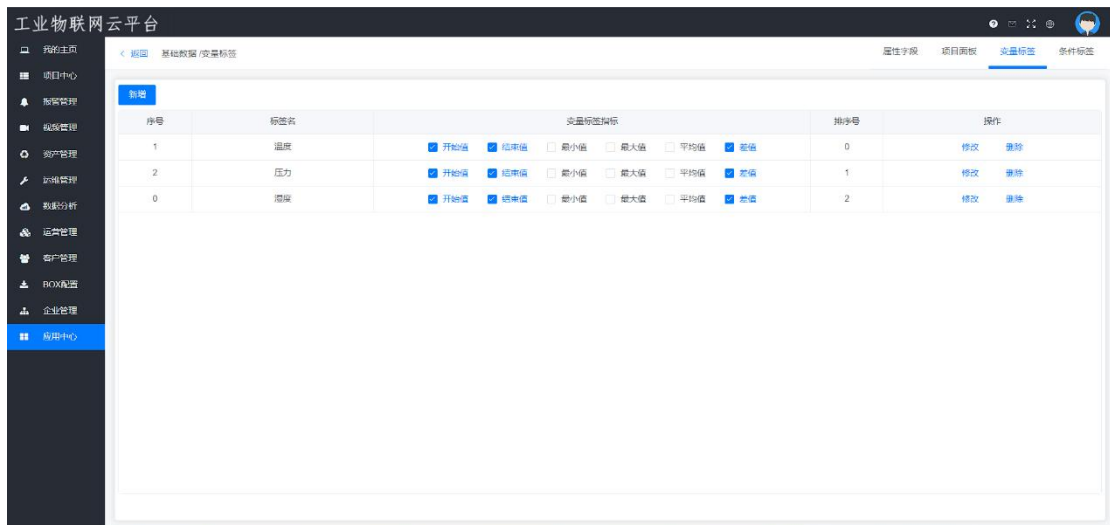 工业物联网云平台
我的主页
项目中心
报警管理
视频管理
资产管理
运维管理
数据分析
运营管理
客户管理
BOX配置
企业管理
应用中心
< 返回 基础数据 /变量标签
属性字段 项目面板 变量标签 条件标签
新增
序号 标签名 变量标签指标 排序号 操作
1 温度 开始值 结束值 最小值 最大值 平均值 差值 0 修改 删除
2 压力 开始值 结束值 最小值 最大值 平均值 差值 1 修改 删除
0 湿度 开始值 结束值 最小值 最大值 平均值 差值 2 修改 删除